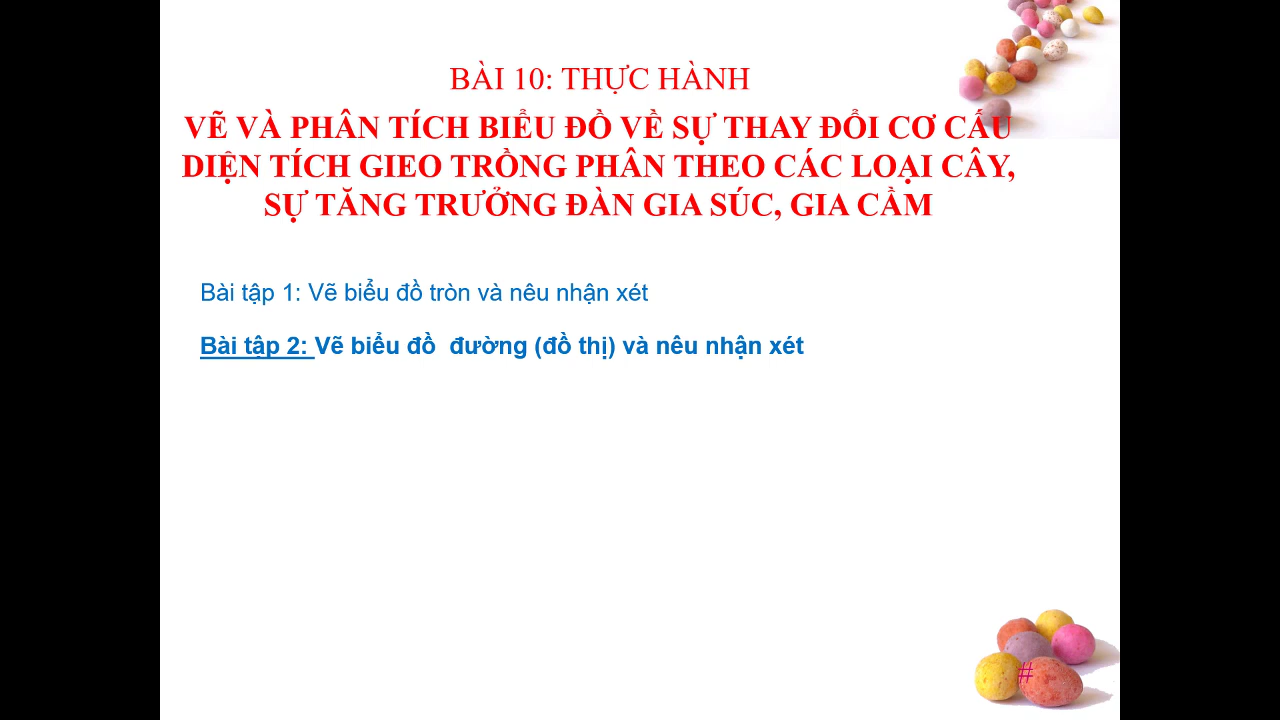 BÀI 10: THỰC HÀNH
VẼ VÀ PHÂN TÍCH BIỂU ĐỒ VỀ SỰ THAY ĐỔI CƠ CẤU
DIỆN TÍCH GIEO TRỒNG PHÂN THEO CÁC LOẠI CÂY,
SỰ TĂNG TRƯỞNG ĐÀN GIA SÚC, GIA CẦM
Bài tập 1: Vẽ biểu đồ tròn và nêu nhận xét
Bài tập 2: Vẽ biểu đồ  đường (đồ thị) và nêu nhận xét
#